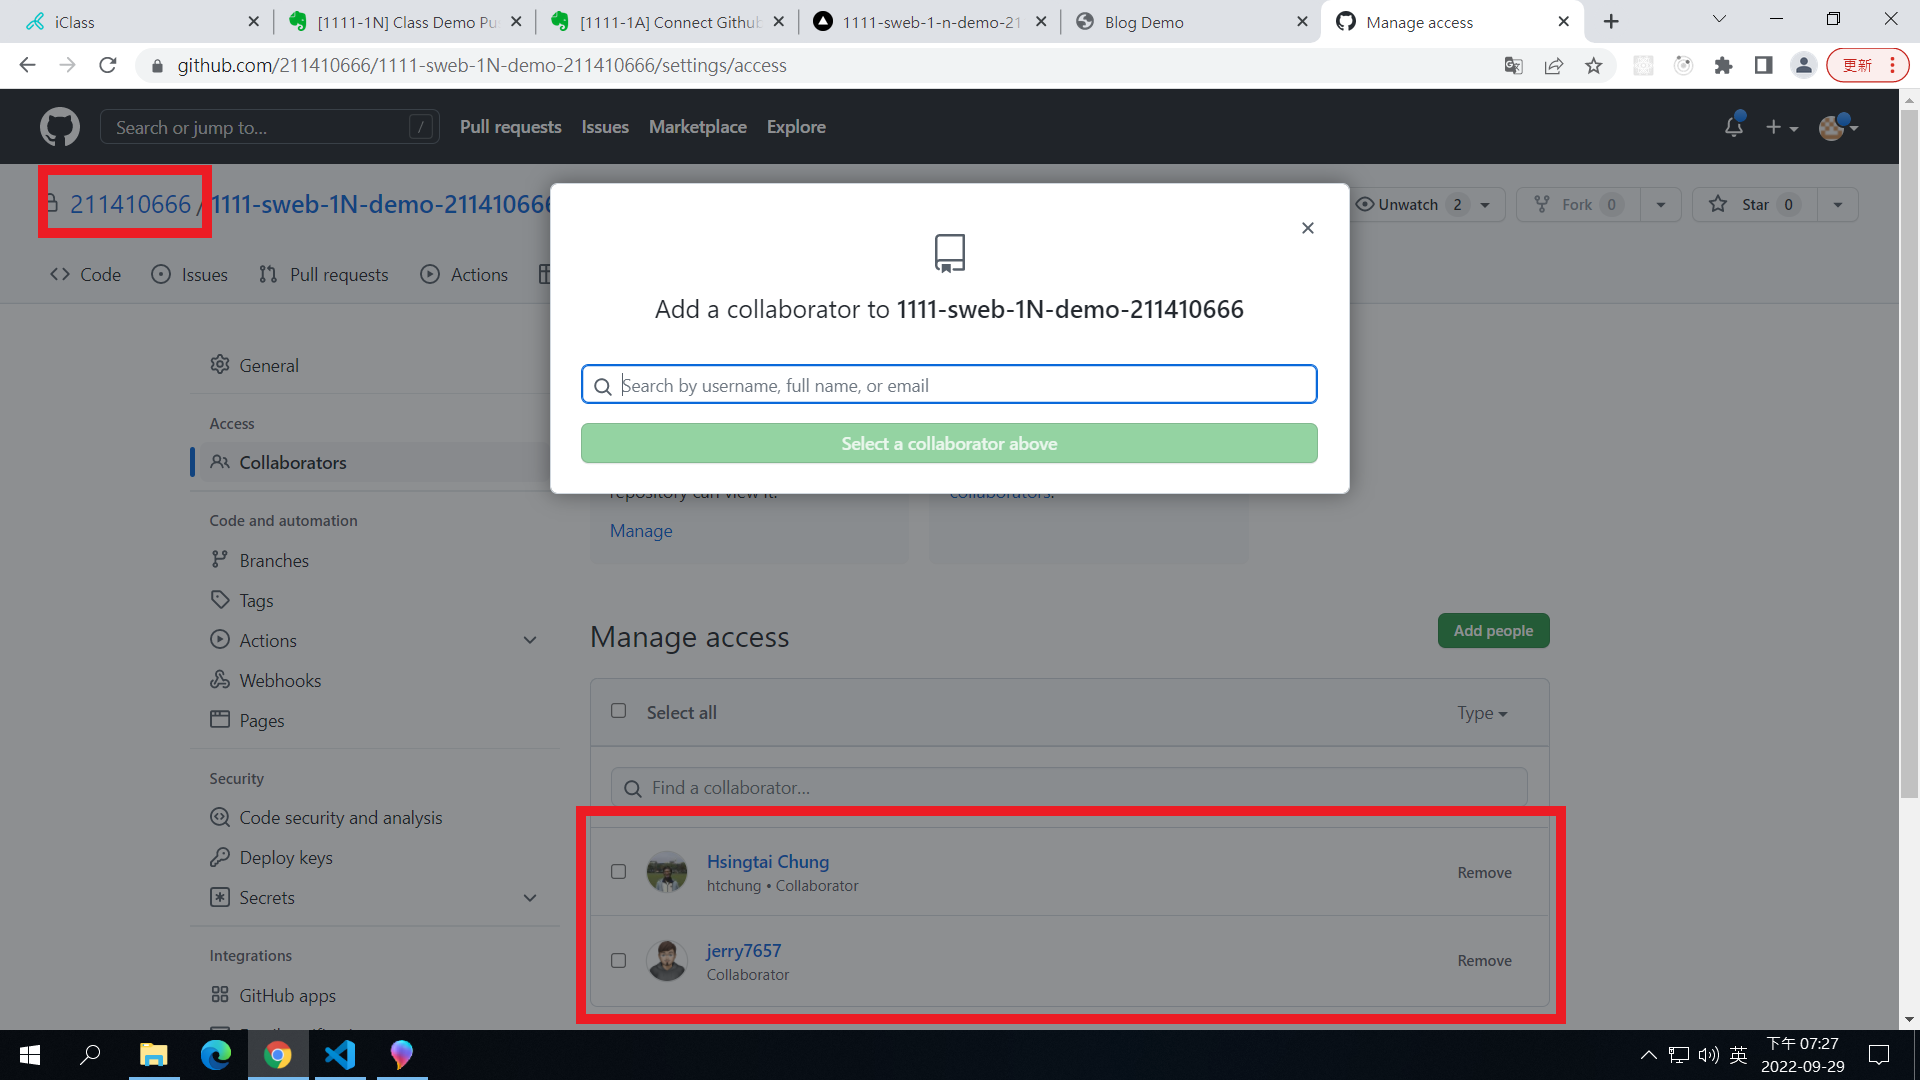 iClass
[1111-1N] Class Demo Pu
[1111-1A] Connect Github
1111-sweb-1-n-demo-21
Blog Demo
Manage access
github.com/211410666/1111-sweb-1N-demo-211410666/settings/access
更新
Search or jump to...
/
Pull requests
Issues
Marketplace
Explore
211410666 / 1111-sweb-1N-demo-211410666
Unwatch 2
Fork 0
Star 0
Code
Issues
Pull requests
Actions
Add a collaborator to 1111-sweb-1N-demo-211410666
Search by username, full name, or email
Select a collaborator above
General
Access
Collaborators
Code and automation
Branches
Tags
Actions
Webhooks
Pages
Security
Code security and analysis
Deploy keys
Secrets
Integrations
GitHub apps
repository can view it.
Manage
collaborators.
Manage access
Add people
Select all
Type
Find a collaborator...
Hsingtai Chung
htchung • Collaborator
Remove
jerry7657
Collaborator
Remove
英
下午 07:27
2022-09-29